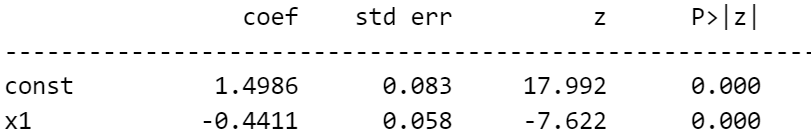 coef std err z P>|z|
------------------------------------------------------------
const 1.4986 0.083 17.992 0.000
x1 -0.4411 0.058 -7.622 0.000